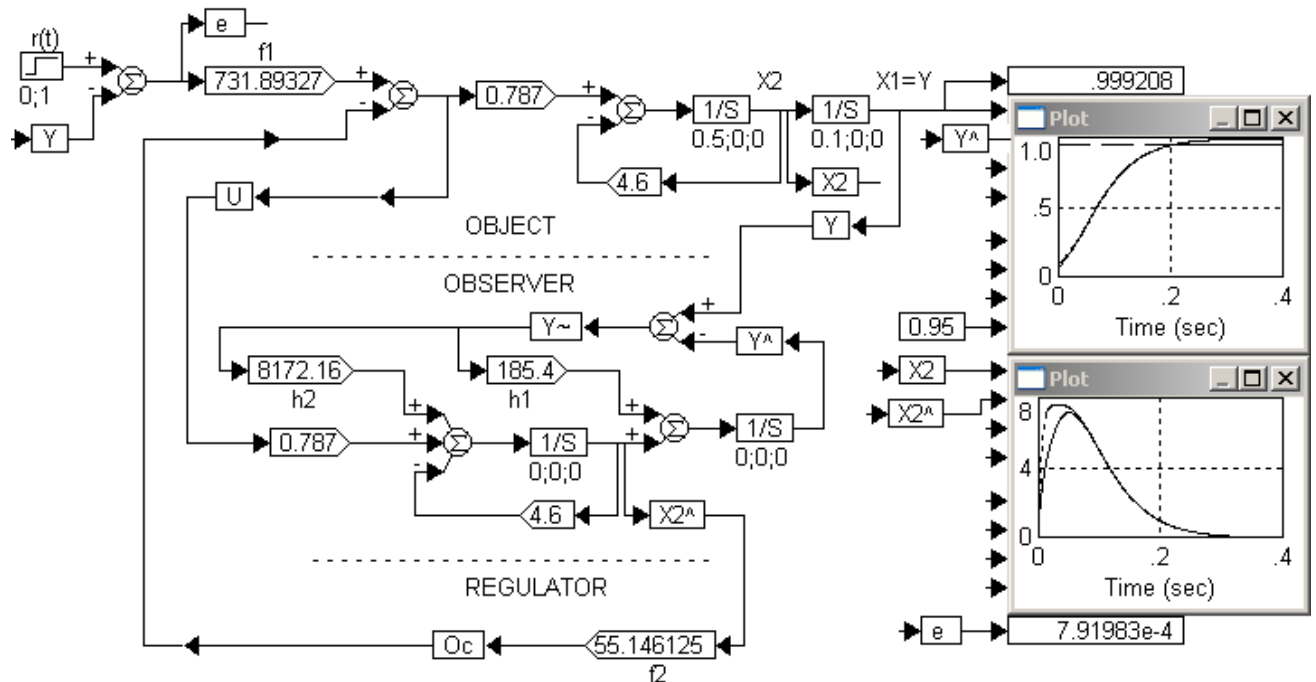 r(t)
+
Σ
-
0;1
Y
e
f1
731.89327
+
Σ
-
0.787
+
Σ
-
X2
1/S
0.5;0;0
X1=Y
1/S
0.1;0;0
4.6
X2
.999208
Y^
U
OBJECT
Y
OBSERVER
Y~
+
Σ
-
Y^
8172.16
h2
185.4
h1
0.787
+
+
Σ
-
1/S
0;0;0
+
+
Σ
1/S
0;0;0
4.6
X2^
REGULATOR
Oc
55.146125
f2
Plot
1.0
.5
0
0
.2
.4
Time (sec)
0.95
X2
X2^
Plot
8
4
0
0
.2
.4
Time (sec)
e
7.91983e-4